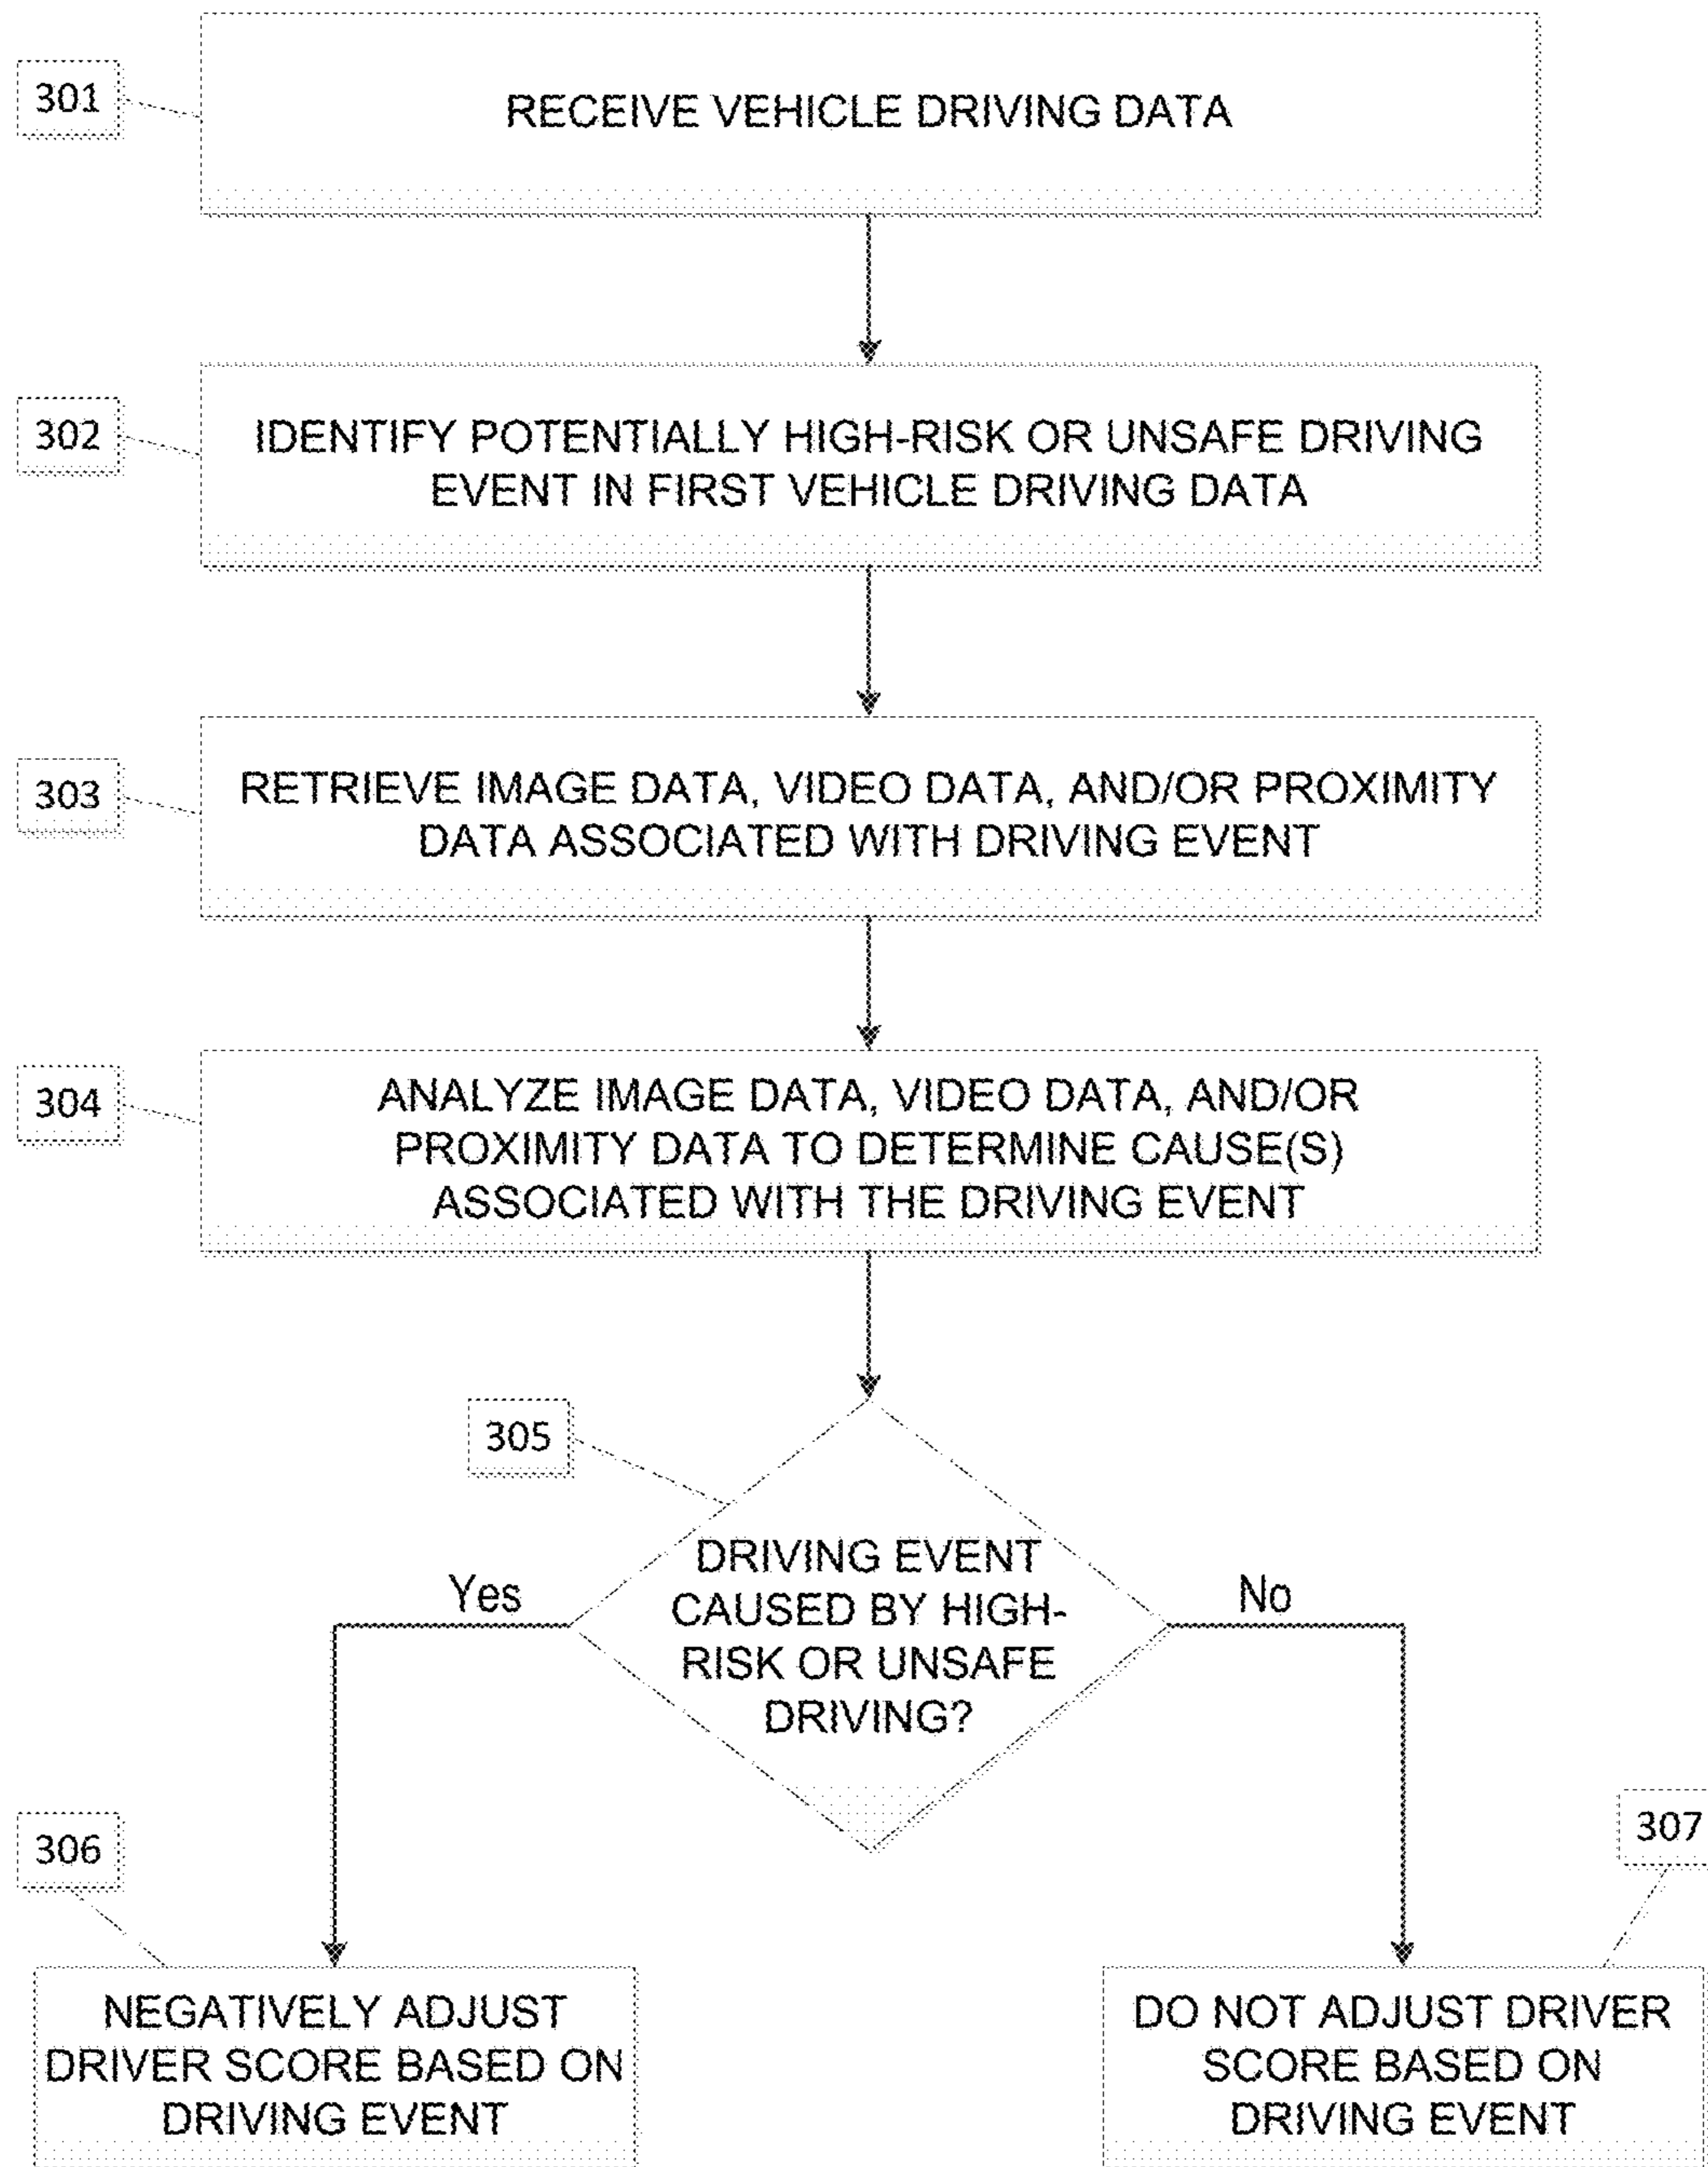 301
RECEIVE VEHICLE DRIVING DATA
302
IDENTIFY POTENTIALLY HIGH-RISK OR UNSAFE DRIVING
EVENT IN FIRST VEHICLE DRIVING DATA
303
RETRIEVE IMAGE DATA, VIDEO DATA, AND/OR PROXIMITY
DATA ASSOCIATED WITH DRIVING EVENT
304
ANALYZE IMAGE DATA, VIDEO DATA, AND/OR
PROXIMITY DATA TO DETERMINE CAUSE(S)
ASSOCIATED WITH THE DRIVING EVENT
305
DRIVING EVENT
CAUSED BY HIGH-
RISK OR UNSAFE
DRIVING?
Yes
No
306
NEGATIVELY ADJUST
DRIVER SCORE BASED ON
DRIVING EVENT
307
DO NOT ADJUST DRIVER
SCORE BASED ON
DRIVING EVENT